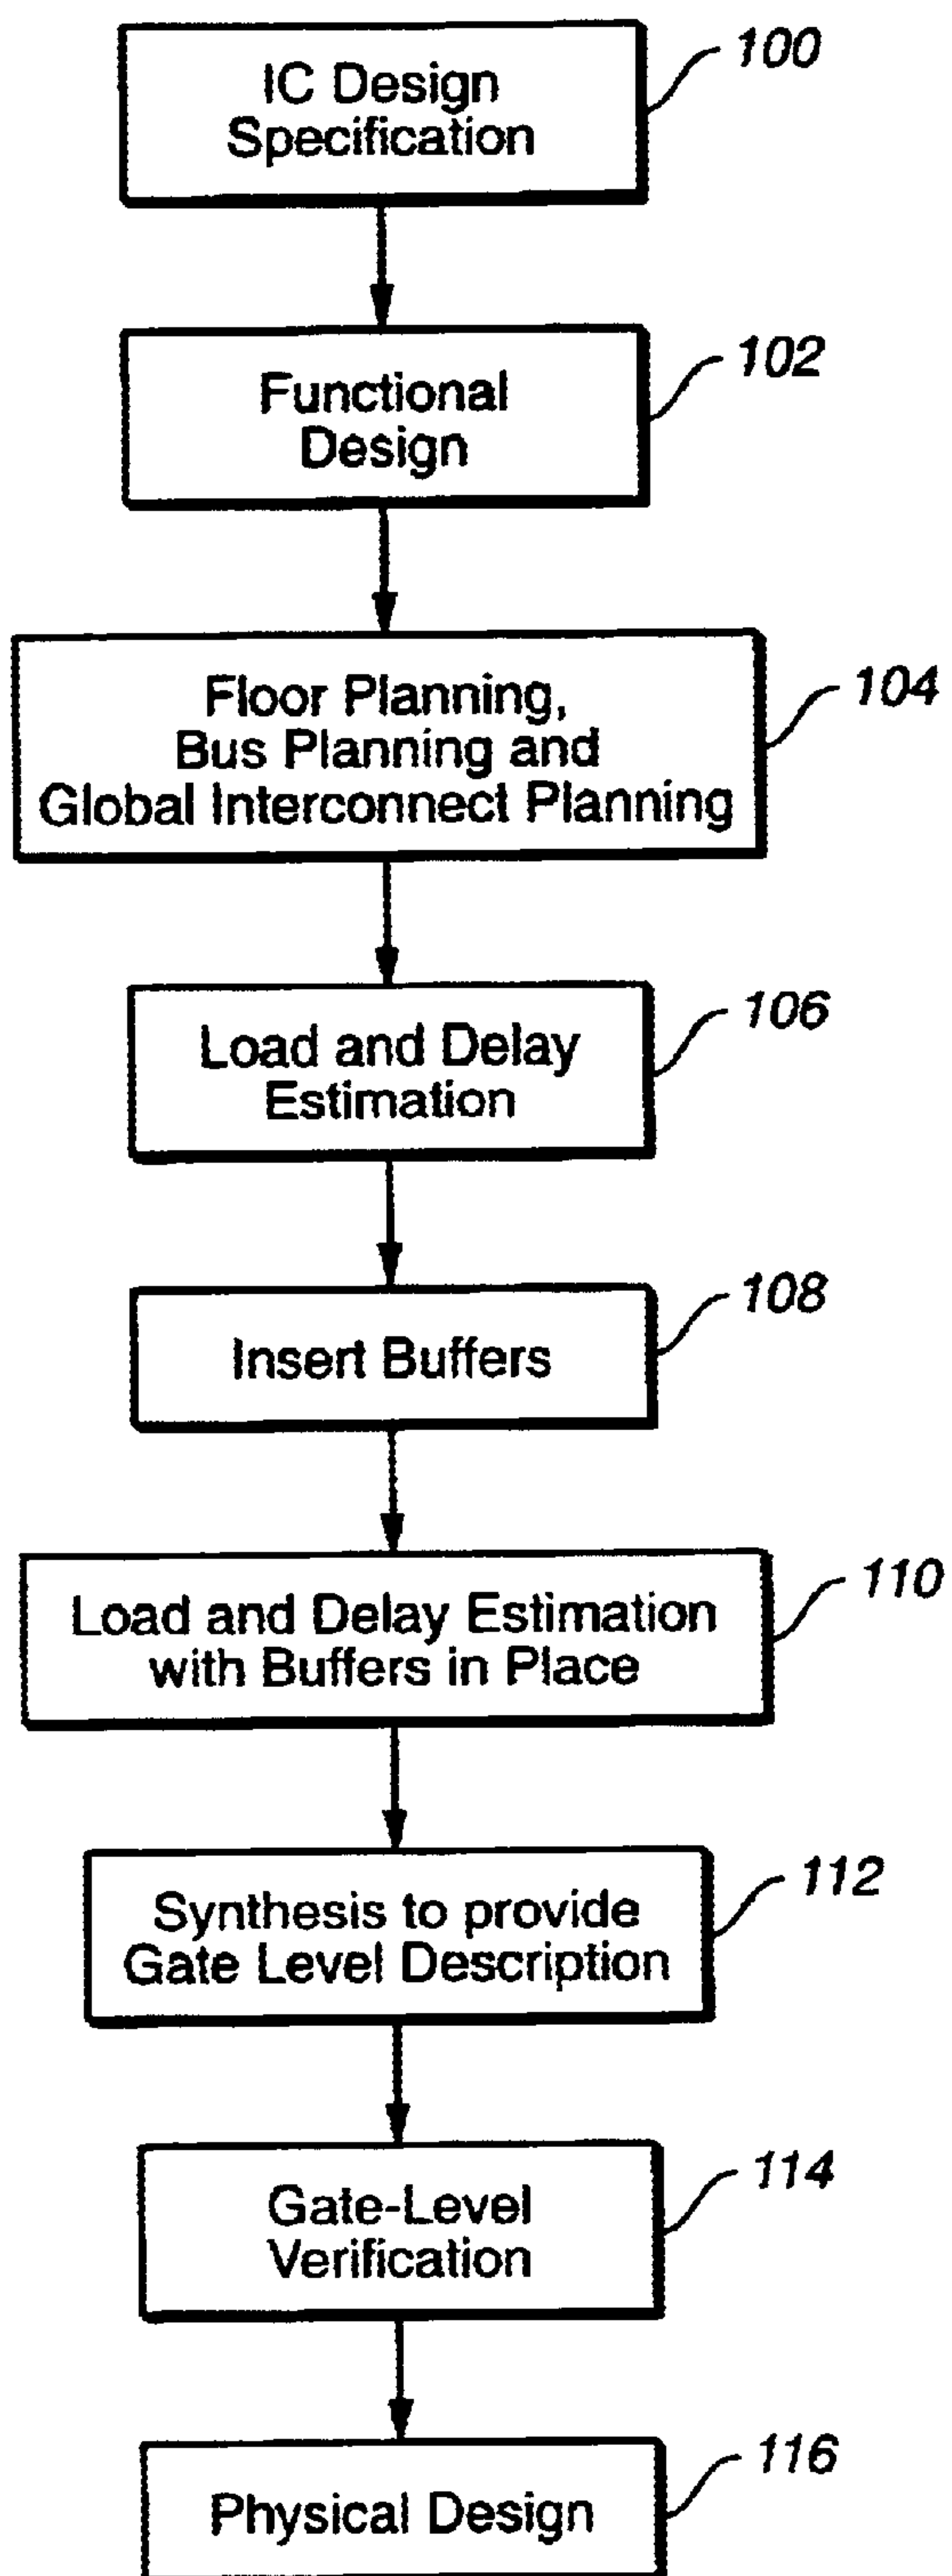 100
IC Design
Specification
102
Functional
Design
104
Floor Planning,
Bus Planning and
Global Interconnect Planning
106
Load and Delay
Estimation
108
Insert Buffers
110
Load and Delay Estimation
with Buffers in Place
112
Synthesis to provide
Gate Level Description
114
Gate-Level
Verification
116
Physical Design